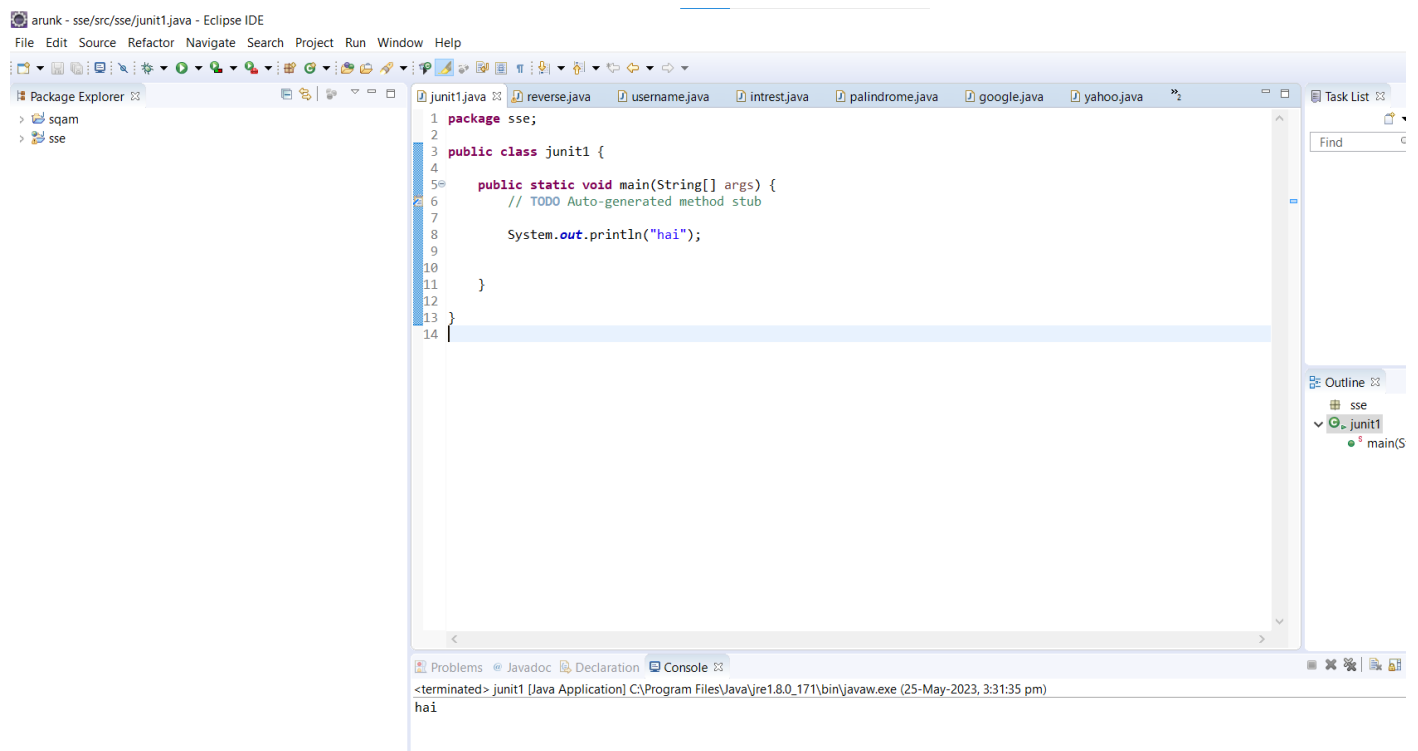 arunk - sse/src/sse/junit1.java - Eclipse IDE
File Edit Source Refactor Navigate Search Project Run Window Help
Package Explorer
sqam
sse
junit1.java reverse.java username.java intrest.java palindrome.java google.java yahoo.java »2
1 package sse;
2
3 public class junit1 {
4
5 public static void main(String[] args) {
6 // TODO Auto-generated method stub
7
8 System.out.println("hai");
9
10
11 }
12
13 }
14
Task List
Find
Outline
sse
junit1
main(S
Problems Javadoc Declaration Console
<terminated> junit1 [Java Application] C:\Program Files\Java\jre1.8.0_171\bin\javaw.exe (25-May-2023, 3:31:35 pm)
hai